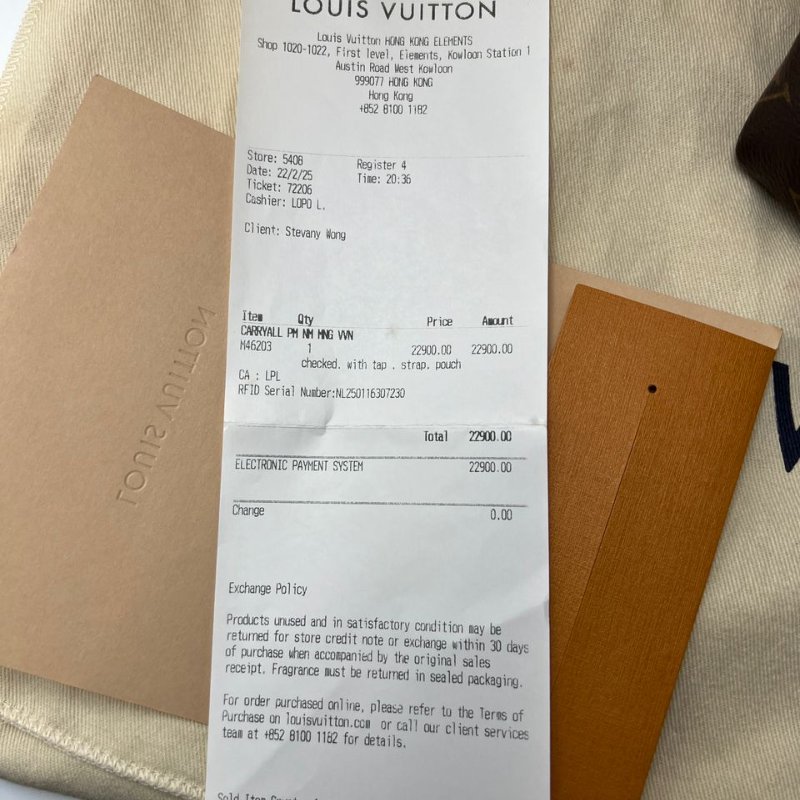 LOUIS VUITTON
Louis Vuitton HONG KONG ELEMENTS
Shop 1020-1022, First level, Elements, Kowloon Station 1
Austin Road West Kowloon
999077 HONG KONG
Hong Kong
+852 8100 1182
Store: 5406 Register 4
Date: 22/2/25 Time: 20:36
Ticket: 72206
Cashier: LOPO L.
Client: Stevany Wong
Item Qty Price Amount
CARRYALL PM NM MNG VVN
M46203 1 22900.00 22900.00
checked. with tap . strap. pouch
CA : LPL
RFID Serial Number:NL250116307230
Total 22900.00
ELECTRONIC PAYMENT SYSTEM 22900.00
Change 0.00
Exchange Policy
Products unused and in satisfactory condition may be
returned for store credit note or exchange within 30 days
of purchase when accompanied by the original sales
receipt. Fragrance must be returned in sealed packaging.
For order purchased online, please refer to the Terms of
Purchase on louisvuitton.com or call our client services
team at +852 8100 1182 for details.
Sold Item
LOUIS VUITTON